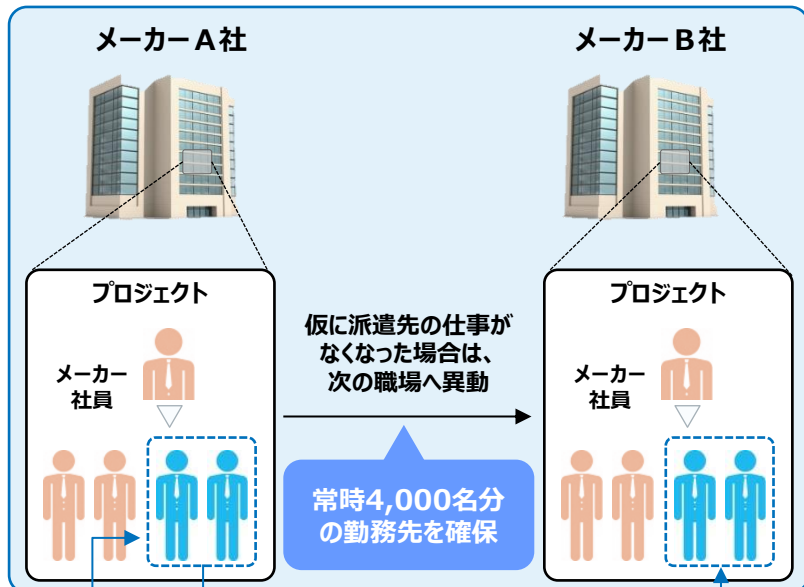 メーカーA社
メーカーB社
プロジェクト
メーカー
社員
仮に派遣先の仕事が
なくなった場合は、
次の職場へ異動
常時4,000名分
の勤務先を確保
プロジェクト
メーカー
社員